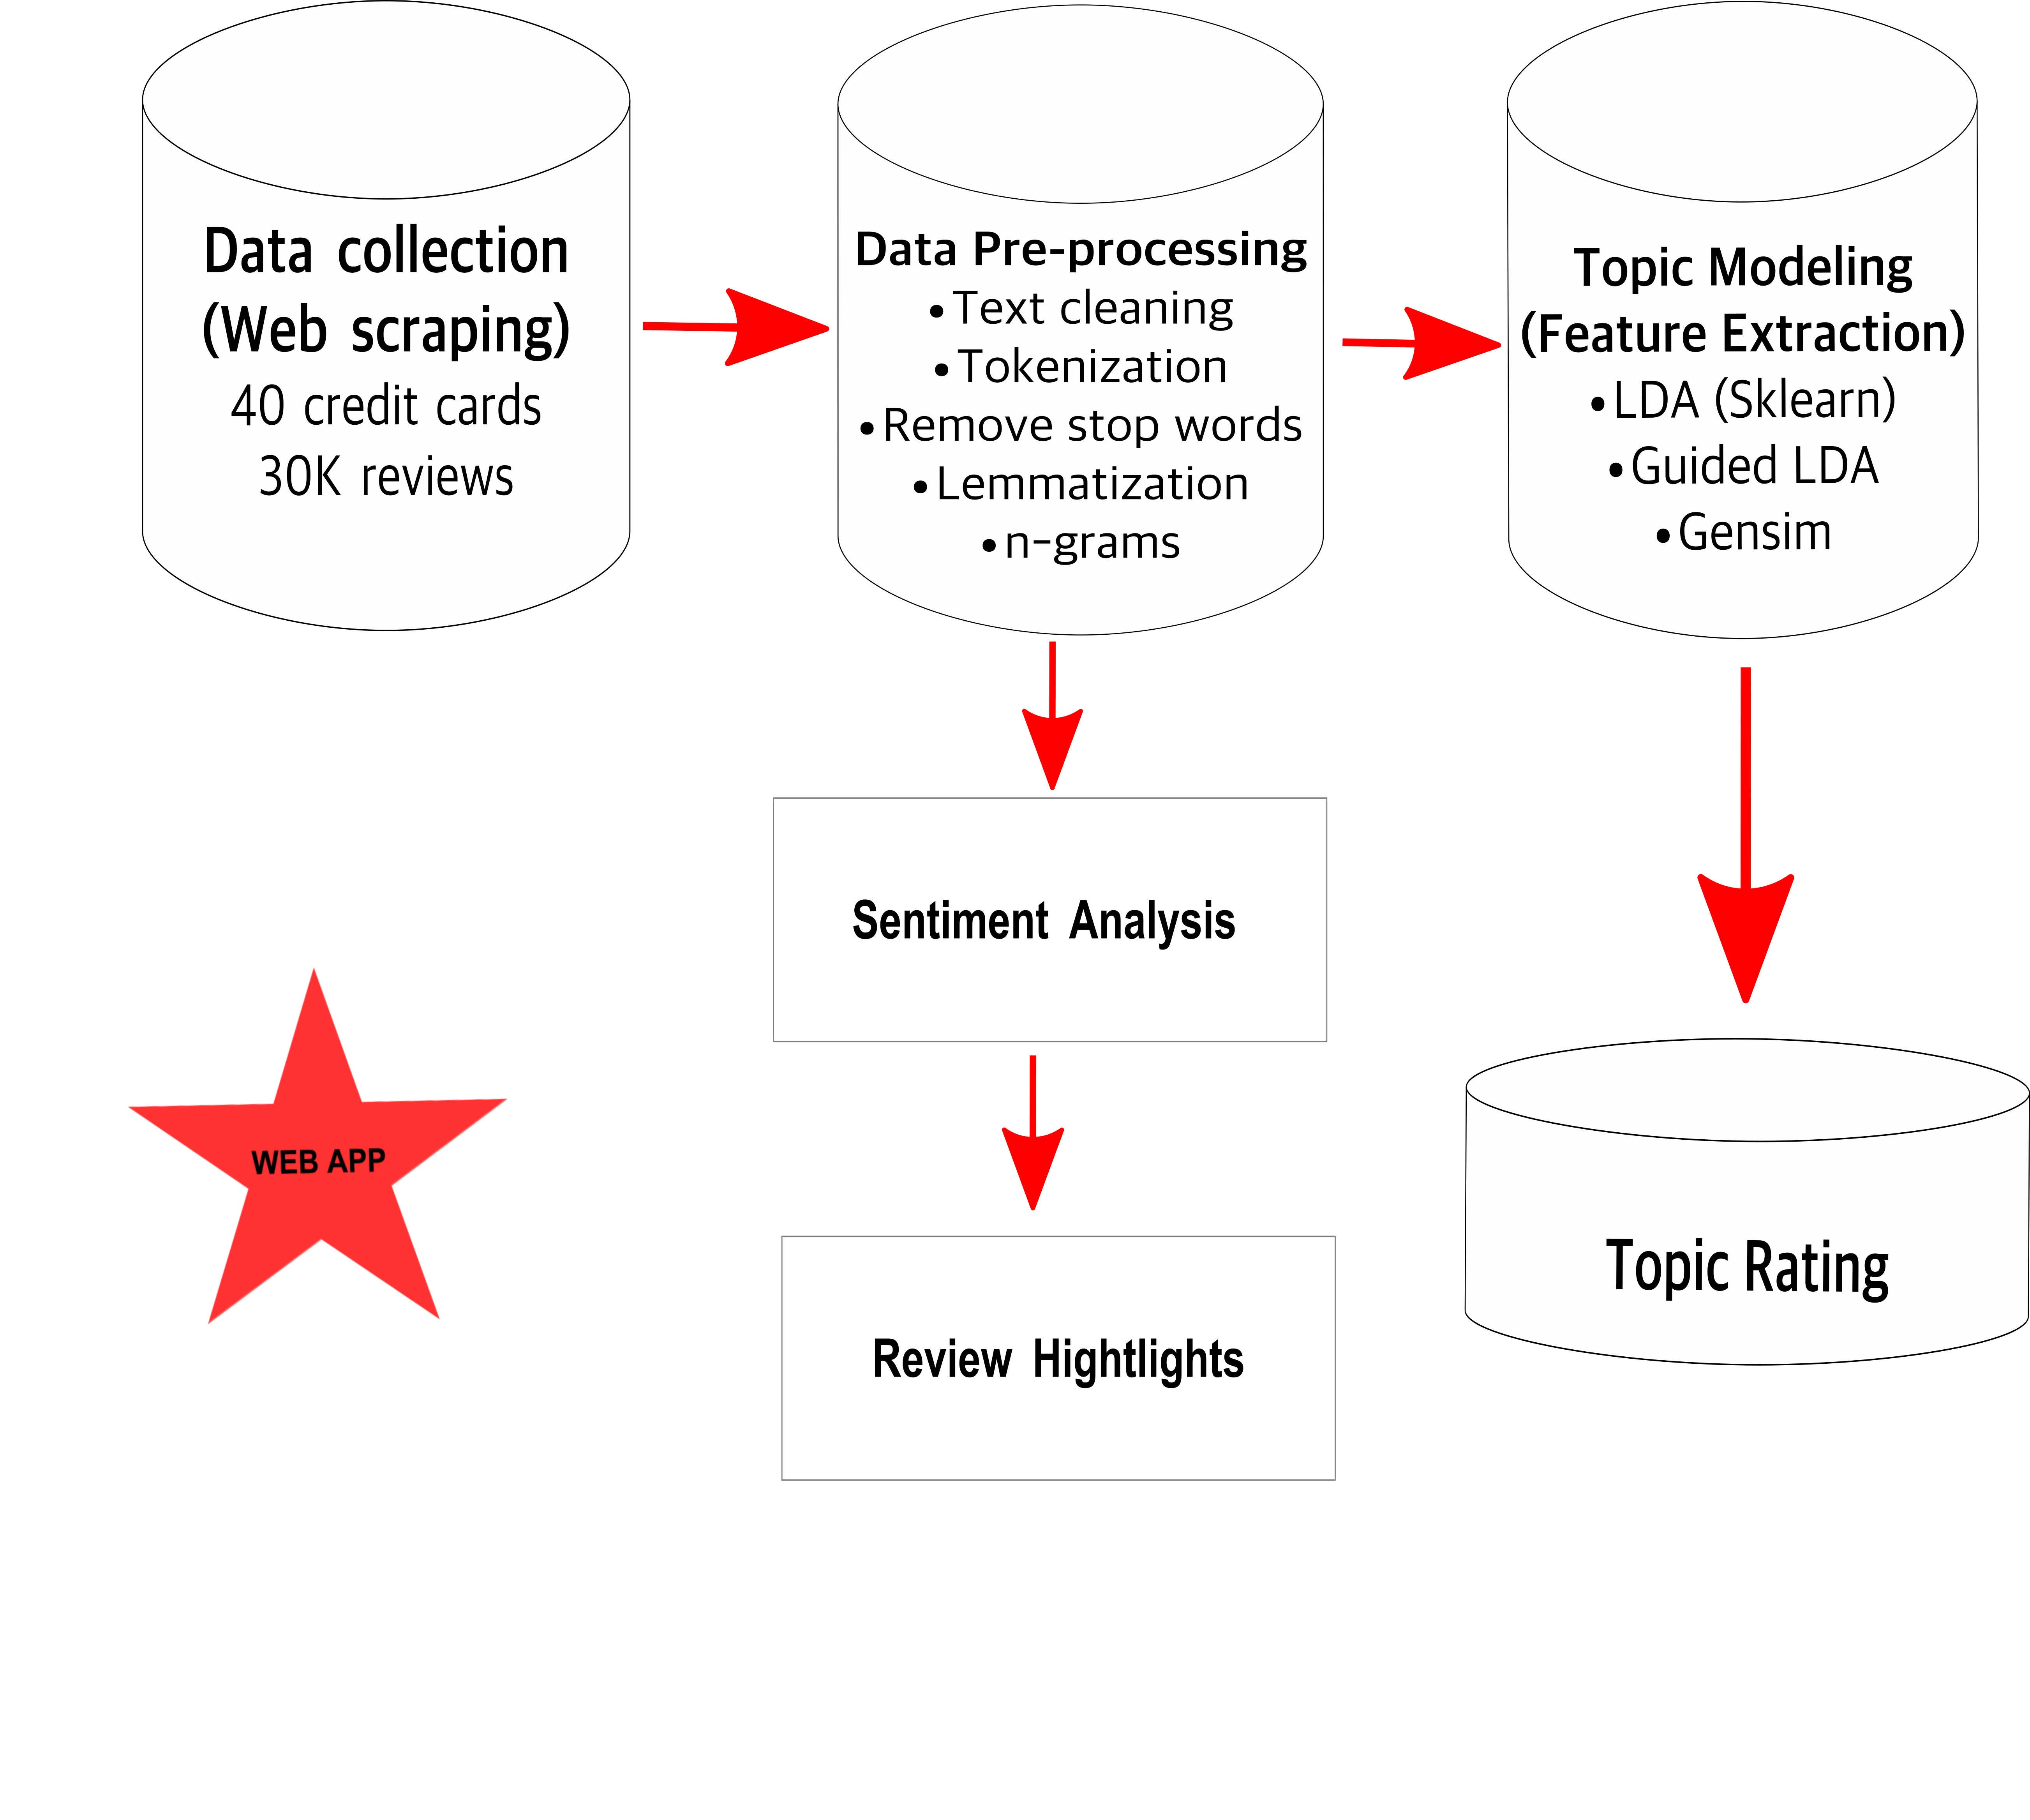 Data collection
(Web scraping)
40 credit cards
30K reviews
Data Pre-processing
• Text cleaning
• Tokenization
• Remove stop words
• Lemmatization
• n-grams
Topic Modeling
(Feature Extraction)
• LDA (Sklearn)
• Guided LDA
• Gensim
Sentiment Analysis
WEB APP
Review Hightlights
Topic Rating